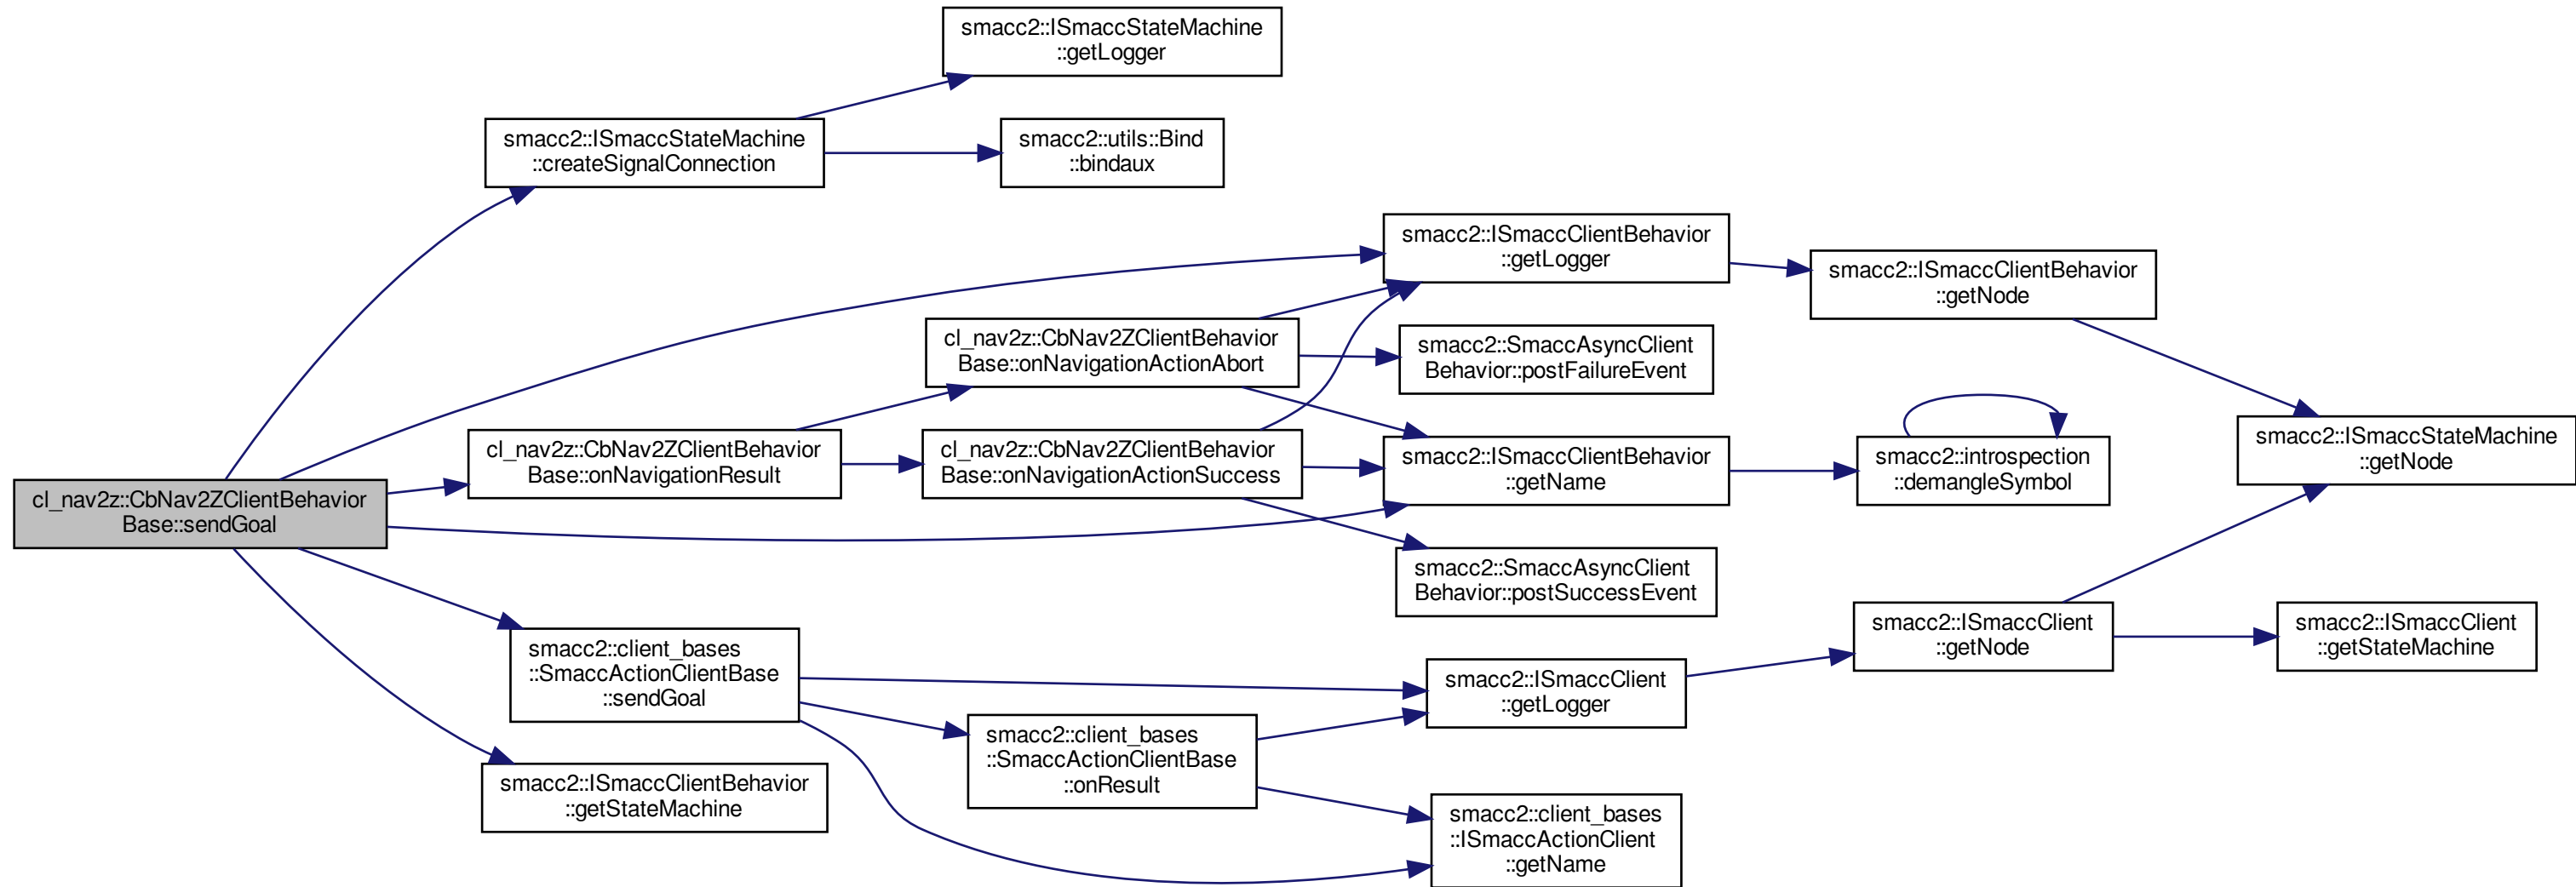 smacc2::ISmaccStateMachine
::getLogger
smacc2::ISmaccStateMachine
::createSignalConnection
smacc2::utils::Bind
::bindaux
smacc2::ISmaccClientBehavior
::getLogger
smacc2::ISmaccClientBehavior
::getNode
cl_nav2z::CbNav2ZClientBehavior
Base::onNavigationActionAbort
smacc2::SmaccAsyncClient
Behavior::postFailureEvent
smacc2::ISmaccStateMachine
::getNode
cl_nav2z::CbNav2ZClientBehavior
Base::onNavigationResult
cl_nav2z::CbNav2ZClientBehavior
Base::onNavigationActionSuccess
smacc2::ISmaccClientBehavior
::getName
smacc2::introspection
::demangleSymbol
cl_nav2z::CbNav2ZClientBehavior
Base::sendGoal
smacc2::SmaccAsyncClient
Behavior::postSuccessEvent
smacc2::client_bases
::SmaccActionClientBase
::sendGoal
smacc2::ISmaccClient
::getNode
smacc2::ISmaccClient
::getStateMachine
smacc2::ISmaccClient
::getLogger
smacc2::client_bases
::SmaccActionClientBase
::onResult
smacc2::ISmaccClientBehavior
::getStateMachine
smacc2::client_bases
::ISmaccActionClient
::getName